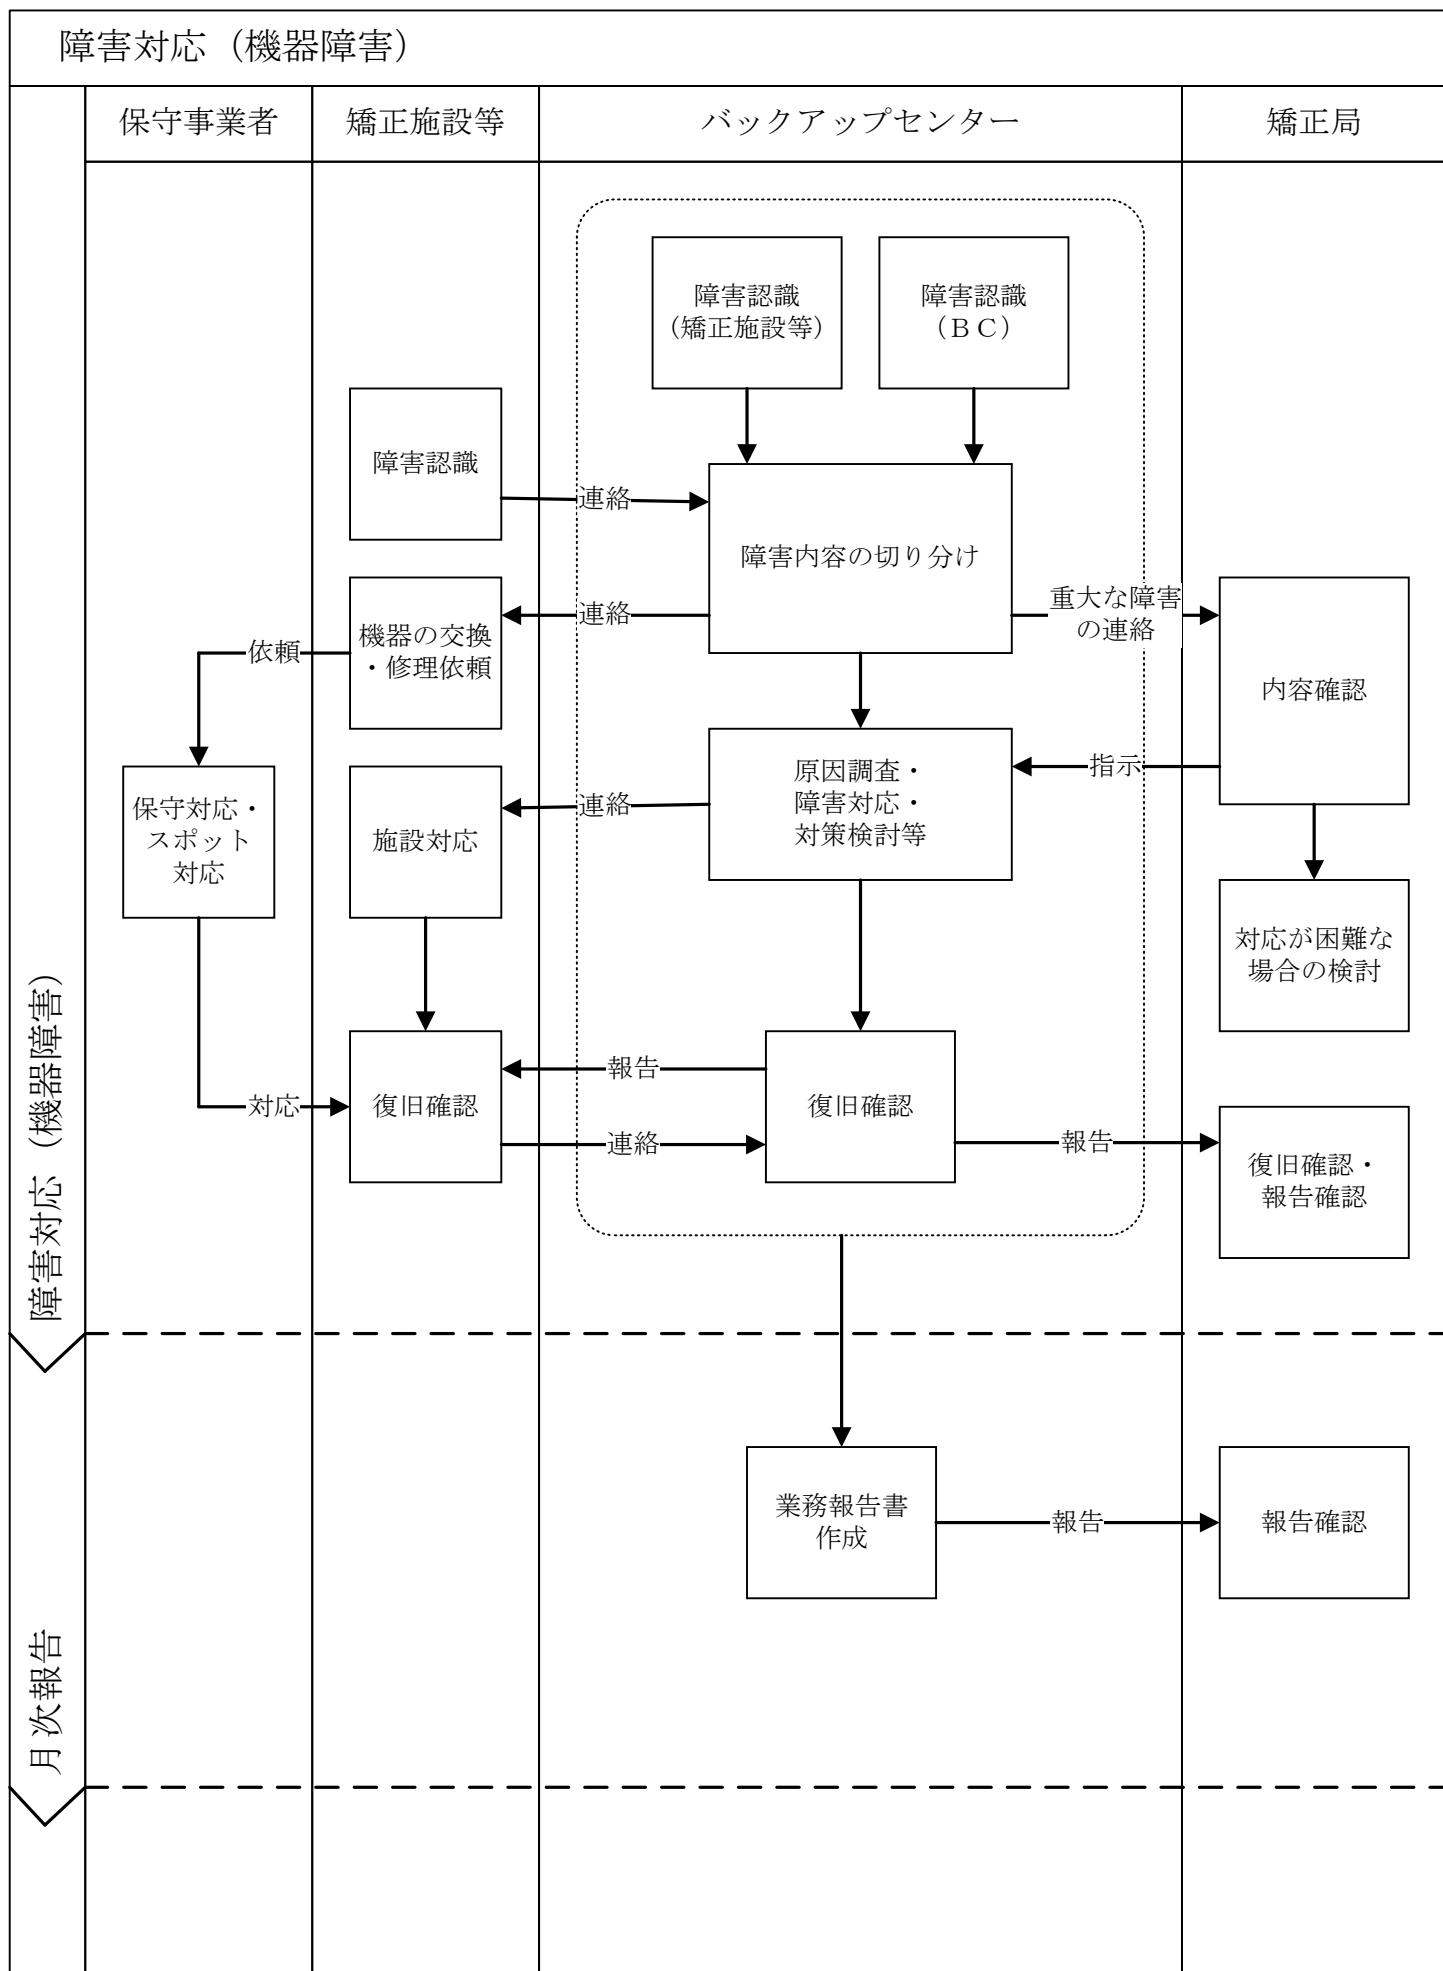 障害対応（機器障害）
保守事業者
矯正施設等
バックアップセンター
矯正局
障害認識
（矯正施設等）
障害認識
（ＢＣ）
障害認識
連絡
障害内容の切り分け
連絡
重大な障害
の連絡
機器の交換
・修理依頼
依頼
内容確認
指示
原因調査・
障害対応・
対策検討等
連絡
保守対応・
スポット
対応
施設対応
対応が困難な
場合の検討
障害対応（機器障害）
報告
復旧確認
対応
復旧確認
連絡
報告
復旧確認・
報告確認
業務報告書
作成
報告
報告確認
月次報告